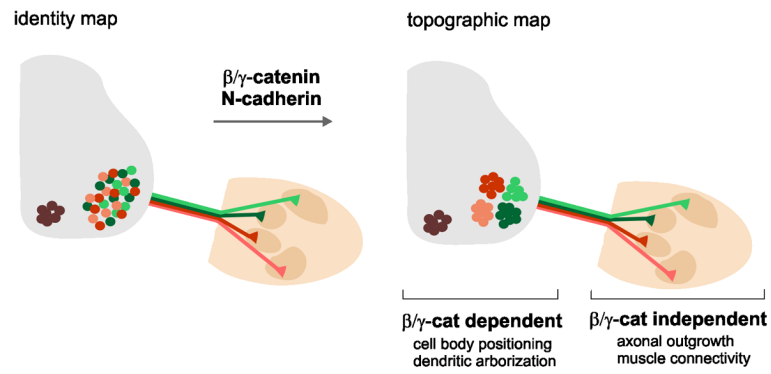 identity map
topographic map
β/γ-catenin
N-cadherin
β/γ-cat dependent
cell body positioning
dendritic arborization
β/γ-cat independent
axonal outgrowth
muscle connectivity